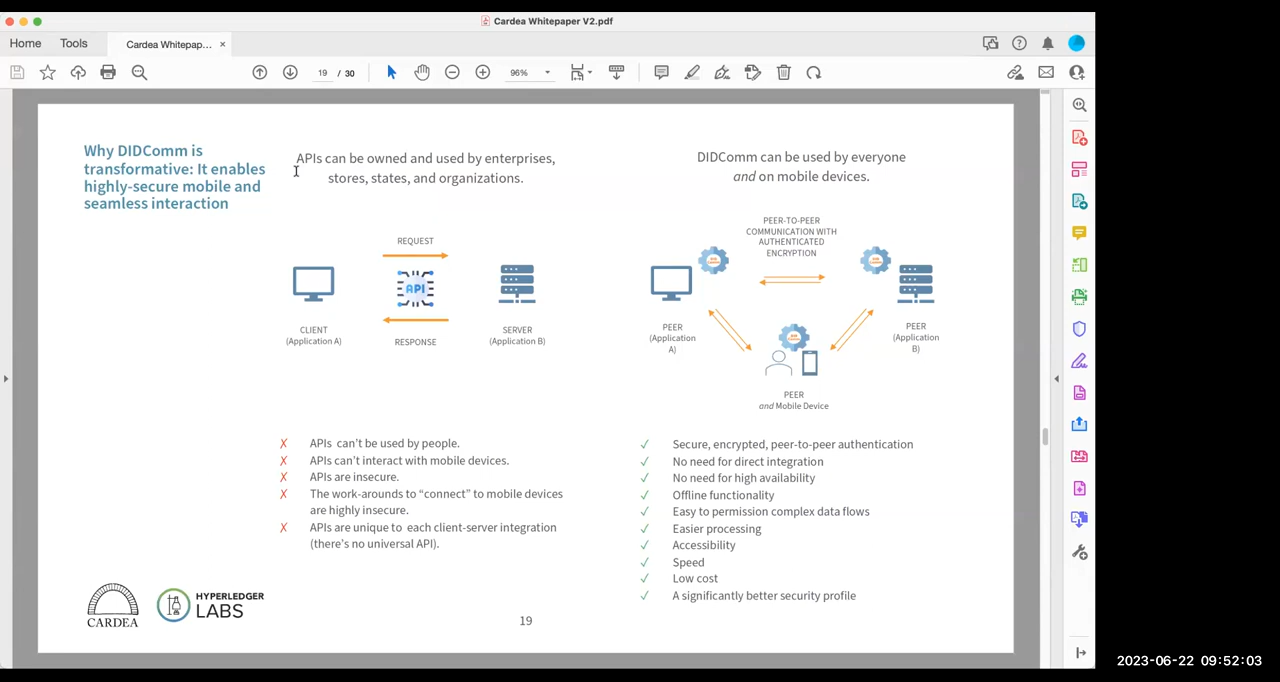 Cardea Whitepaper V2.pdf
Home
Tools
Cardea Whitepap...
×
19 / 30
96%
Why DIDComm is
transformative: It enables
highly-secure mobile and
seamless interaction
APIs can be owned and used by enterprises,
stores, states, and organizations.
REQUEST
API
RESPONSE
CLIENT
(Application A)
SERVER
(Application B)
✗ APIs can't be used by people.
✗ APIs can't interact with mobile devices.
✗ APIs are insecure.
✗ The work-arounds to “connect” to mobile devices
are highly insecure.
✗ APIs are unique to each client-server integration
(there's no universal API).
DIDComm can be used by everyone
and on mobile devices.
PEER-TO-PEER
COMMUNICATION WITH
AUTHENTICATED
ENCRYPTION
PEER
(Application
A)
PEER
(Application
B)
PEER
and Mobile Device
✓ Secure, encrypted, peer-to-peer authentication
✓ No need for direct integration
✓ No need for high availability
✓ Offline functionality
✓ Easy to permission complex data flows
✓ Easier processing
✓ Accessibility
✓ Speed
✓ Low cost
✓ A significantly better security profile
CARDEA
HYPERLEDGER
LABS
19
2023-06-22 09:52:03